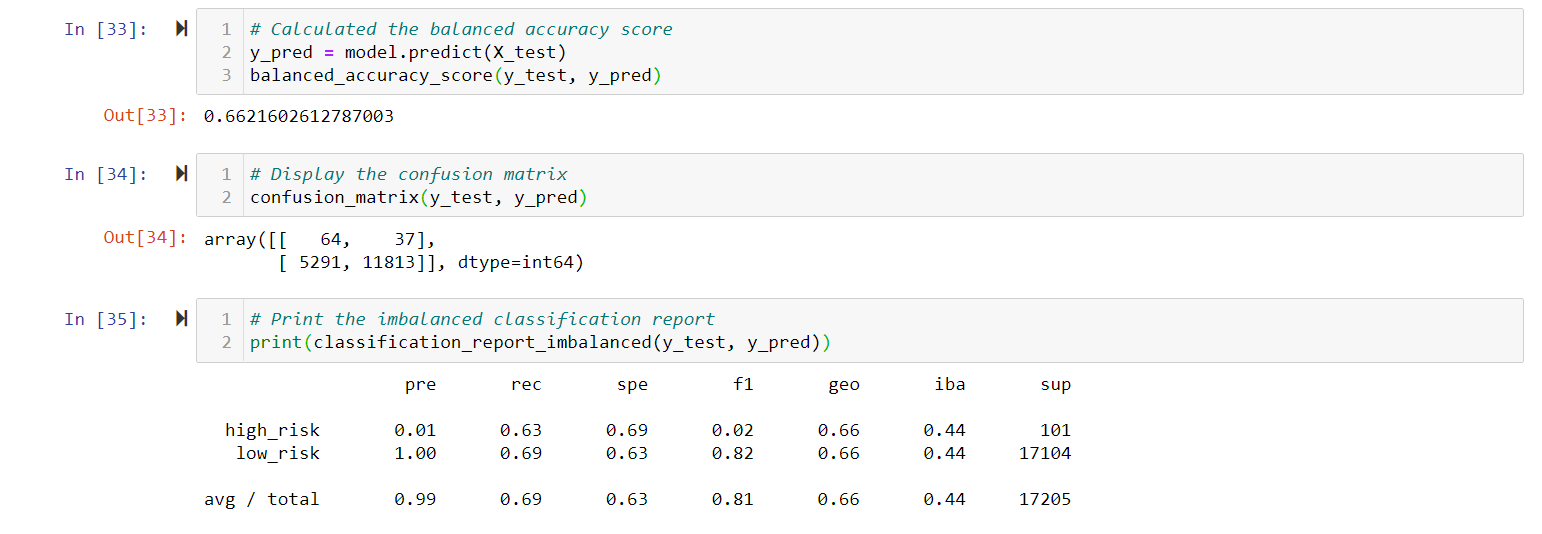 In [33]: 1 # Calculated the balanced accuracy score
2 y_pred = model.predict(X_test)
3 balanced_accuracy_score(y_test, y_pred)
Out[33]: 0.6621602612787003
In [34]: 1 # Display the confusion matrix
2 confusion_matrix(y_test, y_pred)
Out[34]: array([[   64,    37],
       [ 5291, 11813]], dtype=int64)
In [35]: 1 # Print the imbalanced classification report
2 print(classification_report_imbalanced(y_test, y_pred))
pre rec spe f1 geo iba sup
high_risk 0.01 0.63 0.69 0.02 0.66 0.44 101
low_risk 1.00 0.69 0.63 0.82 0.66 0.44 17104
avg / total 0.99 0.69 0.63 0.81 0.66 0.44 17205